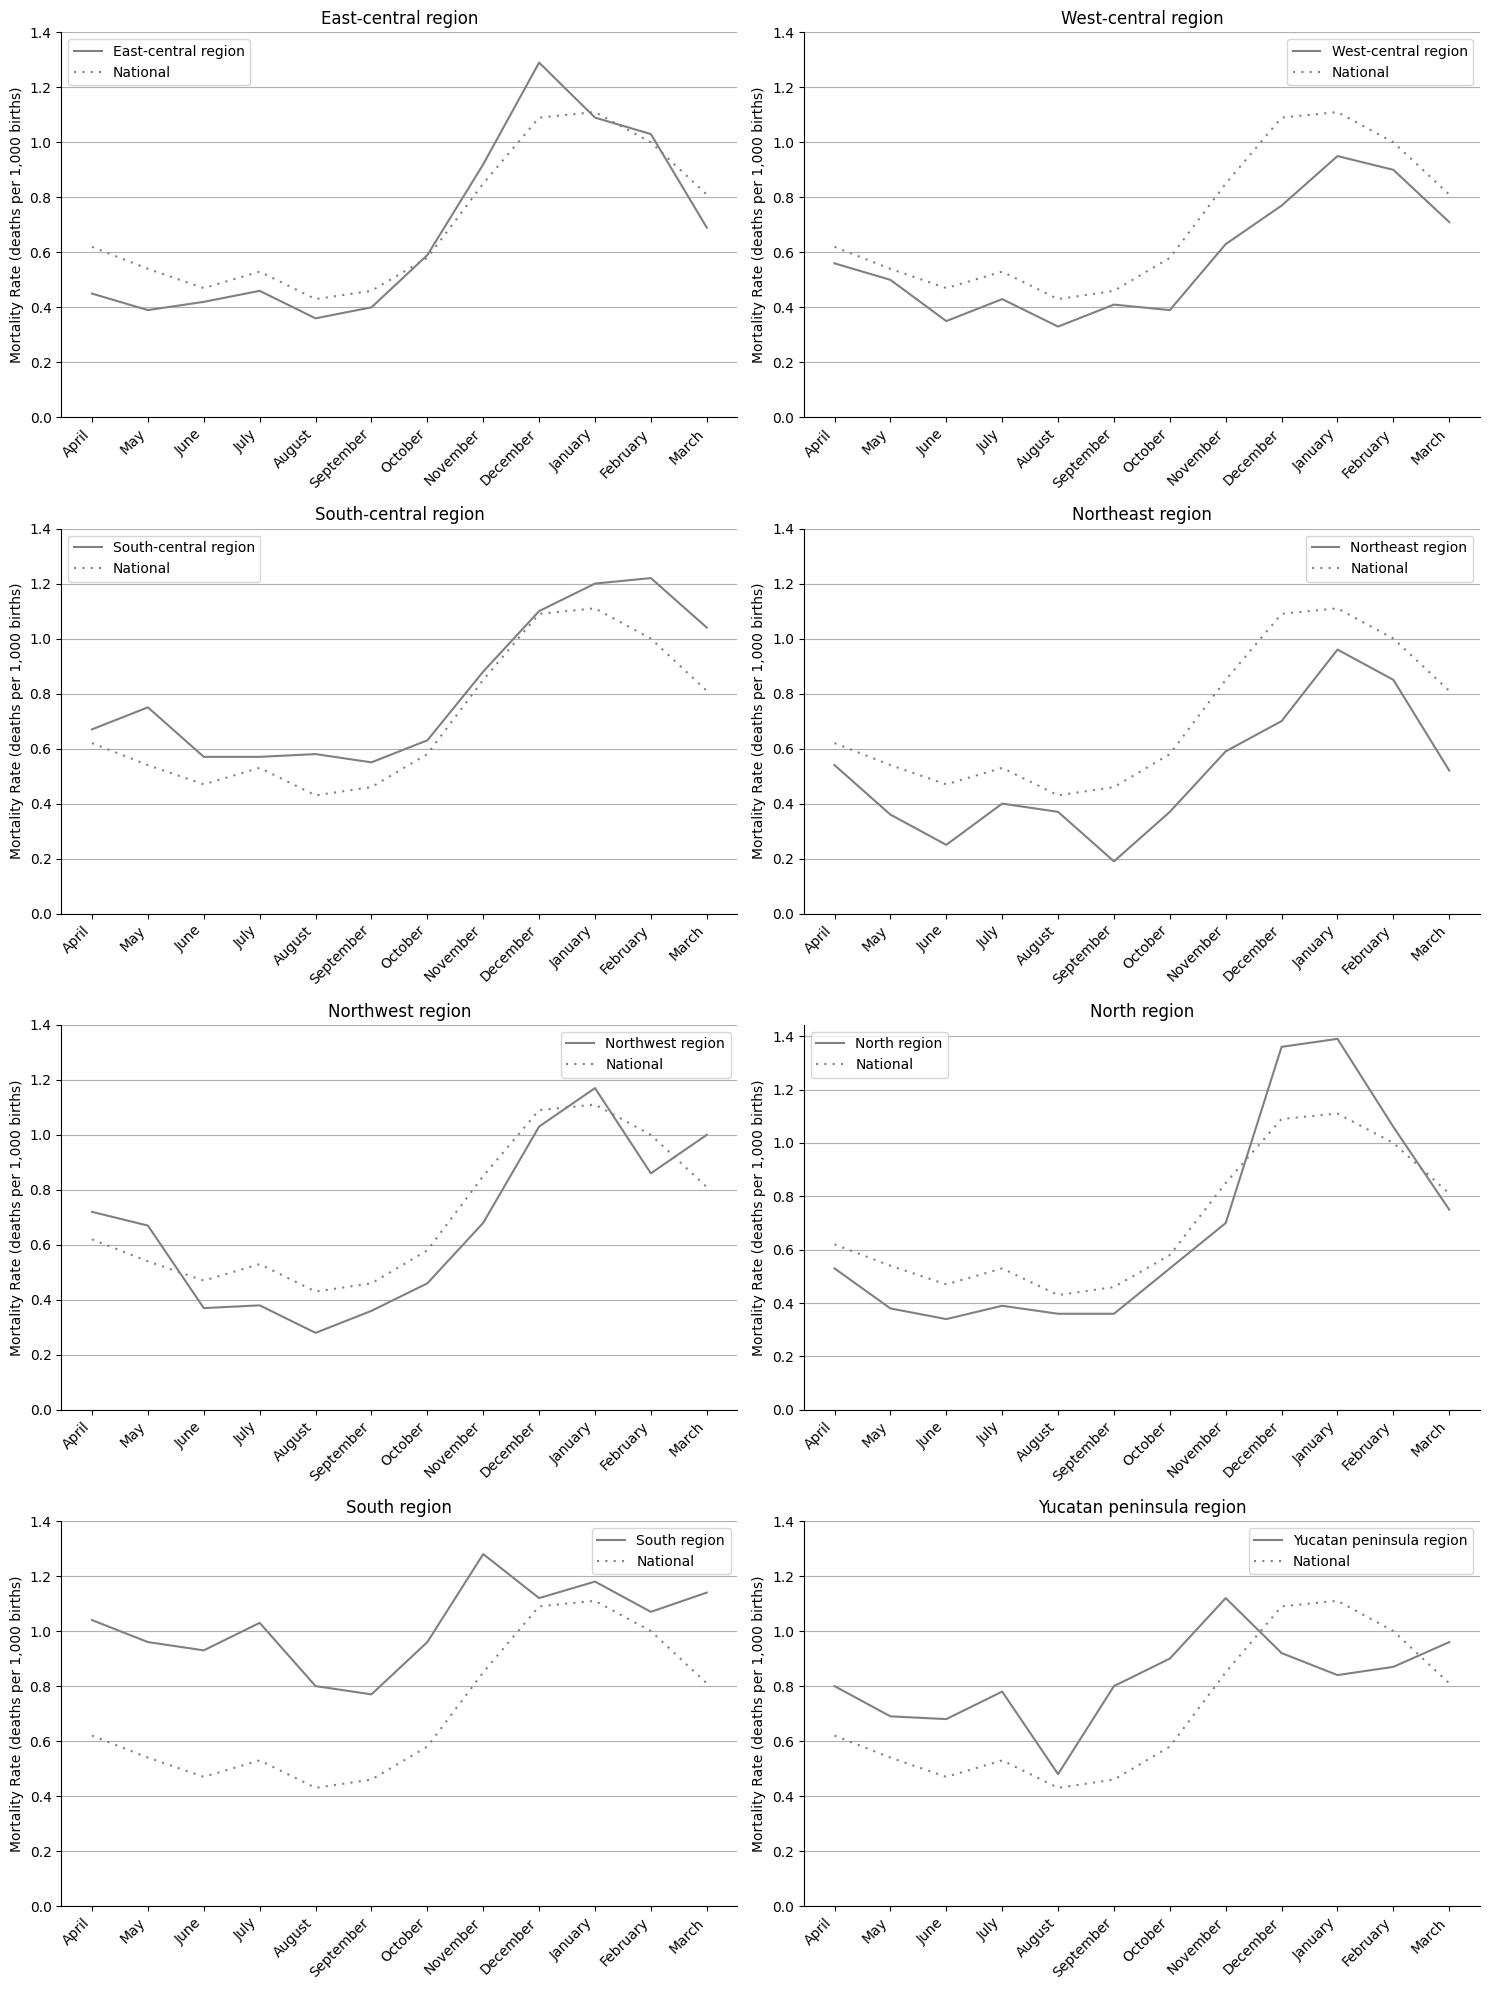 East-central region
East-central region
National
Mortality Rate (deaths per 1,000 births)
1.4
1.2
1.0
0.8
0.6
0.4
0.2
0.0
April
May
June
July
August
September
October
November
December
January
February
March
West-central region
West-central region
National
Mortality Rate (deaths per 1,000 births)
1.4
1.2
1.0
0.8
0.6
0.4
0.2
0.0
April
May
June
July
August
September
October
November
December
January
February
March
South-central region
South-central region
National
Mortality Rate (deaths per 1,000 births)
1.4
1.2
1.0
0.8
0.6
0.4
0.2
0.0
April
May
June
July
August
September
October
November
December
January
February
March
Northeast region
Northeast region
National
Mortality Rate (deaths per 1,000 births)
1.4
1.2
1.0
0.8
0.6
0.4
0.2
0.0
April
May
June
July
August
September
October
November
December
January
February
March
Northwest region
Northwest region
National
Mortality Rate (deaths per 1,000 births)
1.4
1.2
1.0
0.8
0.6
0.4
0.2
0.0
April
May
June
July
August
September
October
November
December
January
February
March
North region
North region
National
Mortality Rate (deaths per 1,000 births)
1.4
1.2
1.0
0.8
0.6
0.4
0.2
0.0
April
May
June
July
August
September
October
November
December
January
February
March
South region
South region
National
Mortality Rate (deaths per 1,000 births)
1.4
1.2
1.0
0.8
0.6
0.4
0.2
0.0
April
May
June
July
August
September
October
November
December
January
February
March
Yucatan peninsula region
Yucatan peninsula region
National
Mortality Rate (deaths per 1,000 births)
1.4
1.2
1.0
0.8
0.6
0.4
0.2
0.0
April
May
June
July
August
September
October
November
December
January
February
March